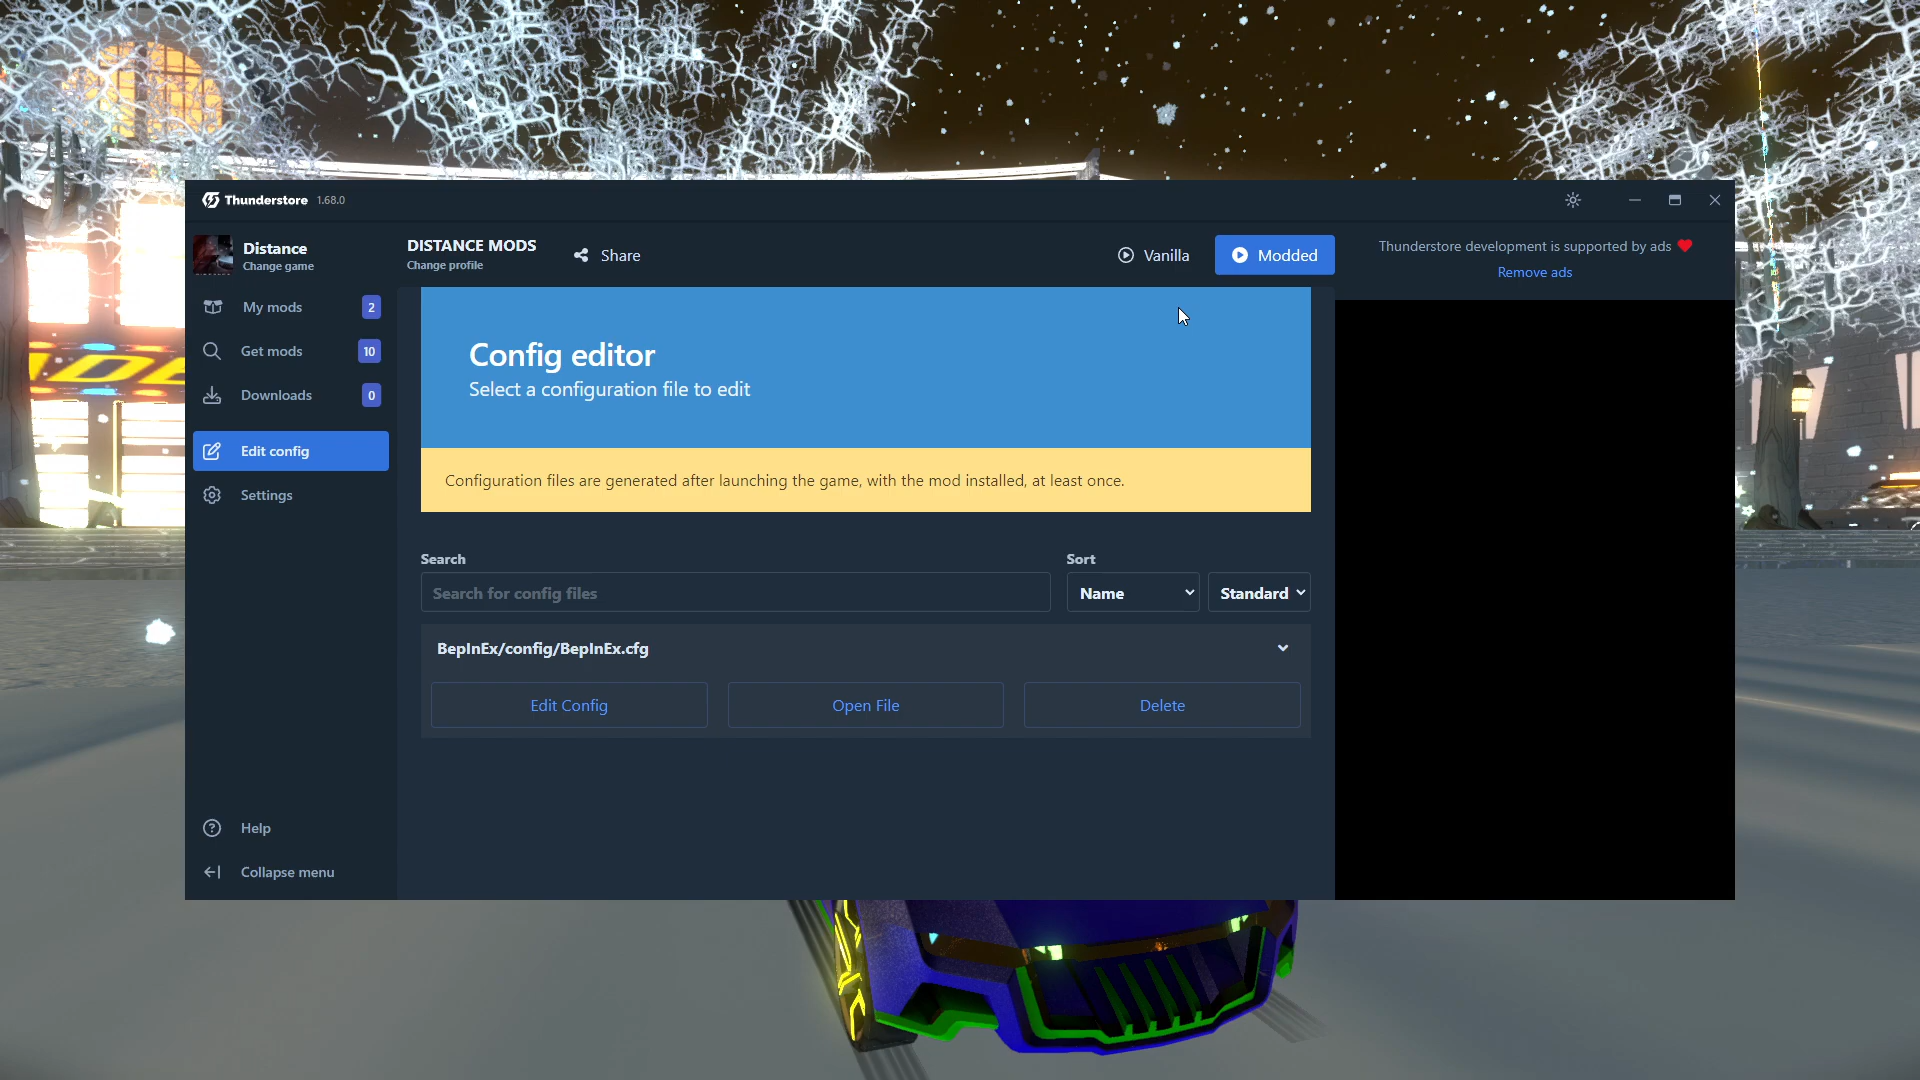 Thunderstore 1.68.0
Distance
Change game
DISTANCE MODS
Change profile
Share
Vanilla
Modded
Thunderstore development is supported by ads
Remove ads
My mods 2
Get mods 10
Downloads 0
Edit config
Settings
Help
Collapse menu
Config editor
Select a configuration file to edit
Configuration files are generated after launching the game, with the mod installed, at least once.
Search
Sort
Search for config files
Name
Standard
BepInEx/config/BepInEx.cfg
Edit Config
Open File
Delete